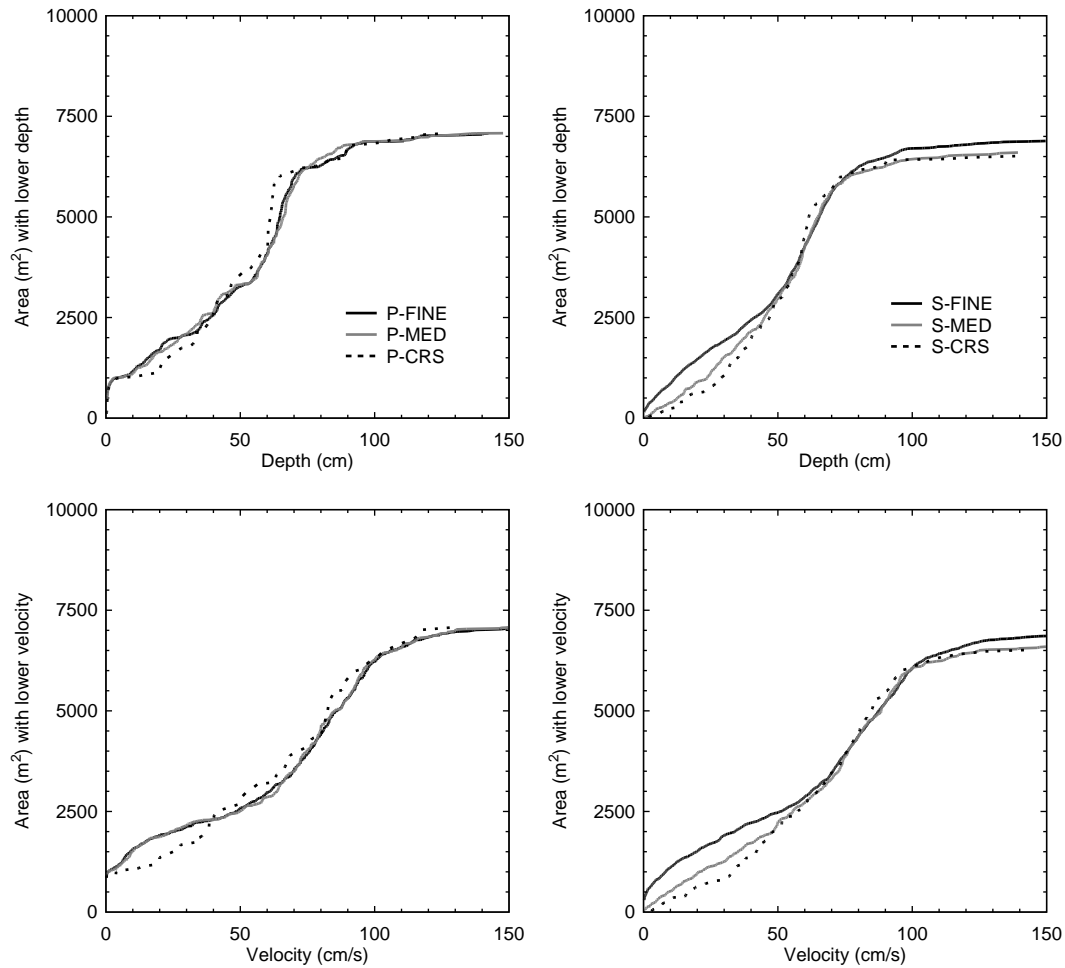 10000
7500
5000
2500
0
Area (m2) with lower depth
0 50 100 150
Depth (cm)
P-FINE
P-MED
P-CRS
10000
7500
5000
2500
0
Area (m2) with lower depth
0 50 100 150
Depth (cm)
S-FINE
S-MED
S-CRS
10000
7500
5000
2500
0
Area (m2) with lower velocity
0 50 100 150
Velocity (cm/s)
10000
7500
5000
2500
0
Area (m2) with lower velocity
0 50 100 150
Velocity (cm/s)